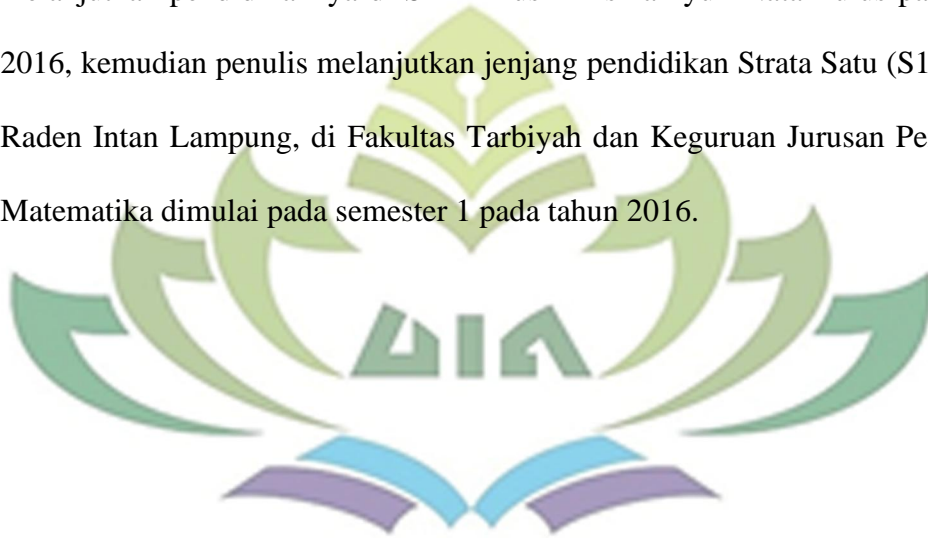 2016, kemudian penulis melanjutkan jenjang pendidikan Strata Satu (S1
Raden Intan Lampung, di Fakultas Tarbiyah dan Keguruan Jurusan Pe
Matematika dimulai pada semester 1 pada tahun 2016.
UIN